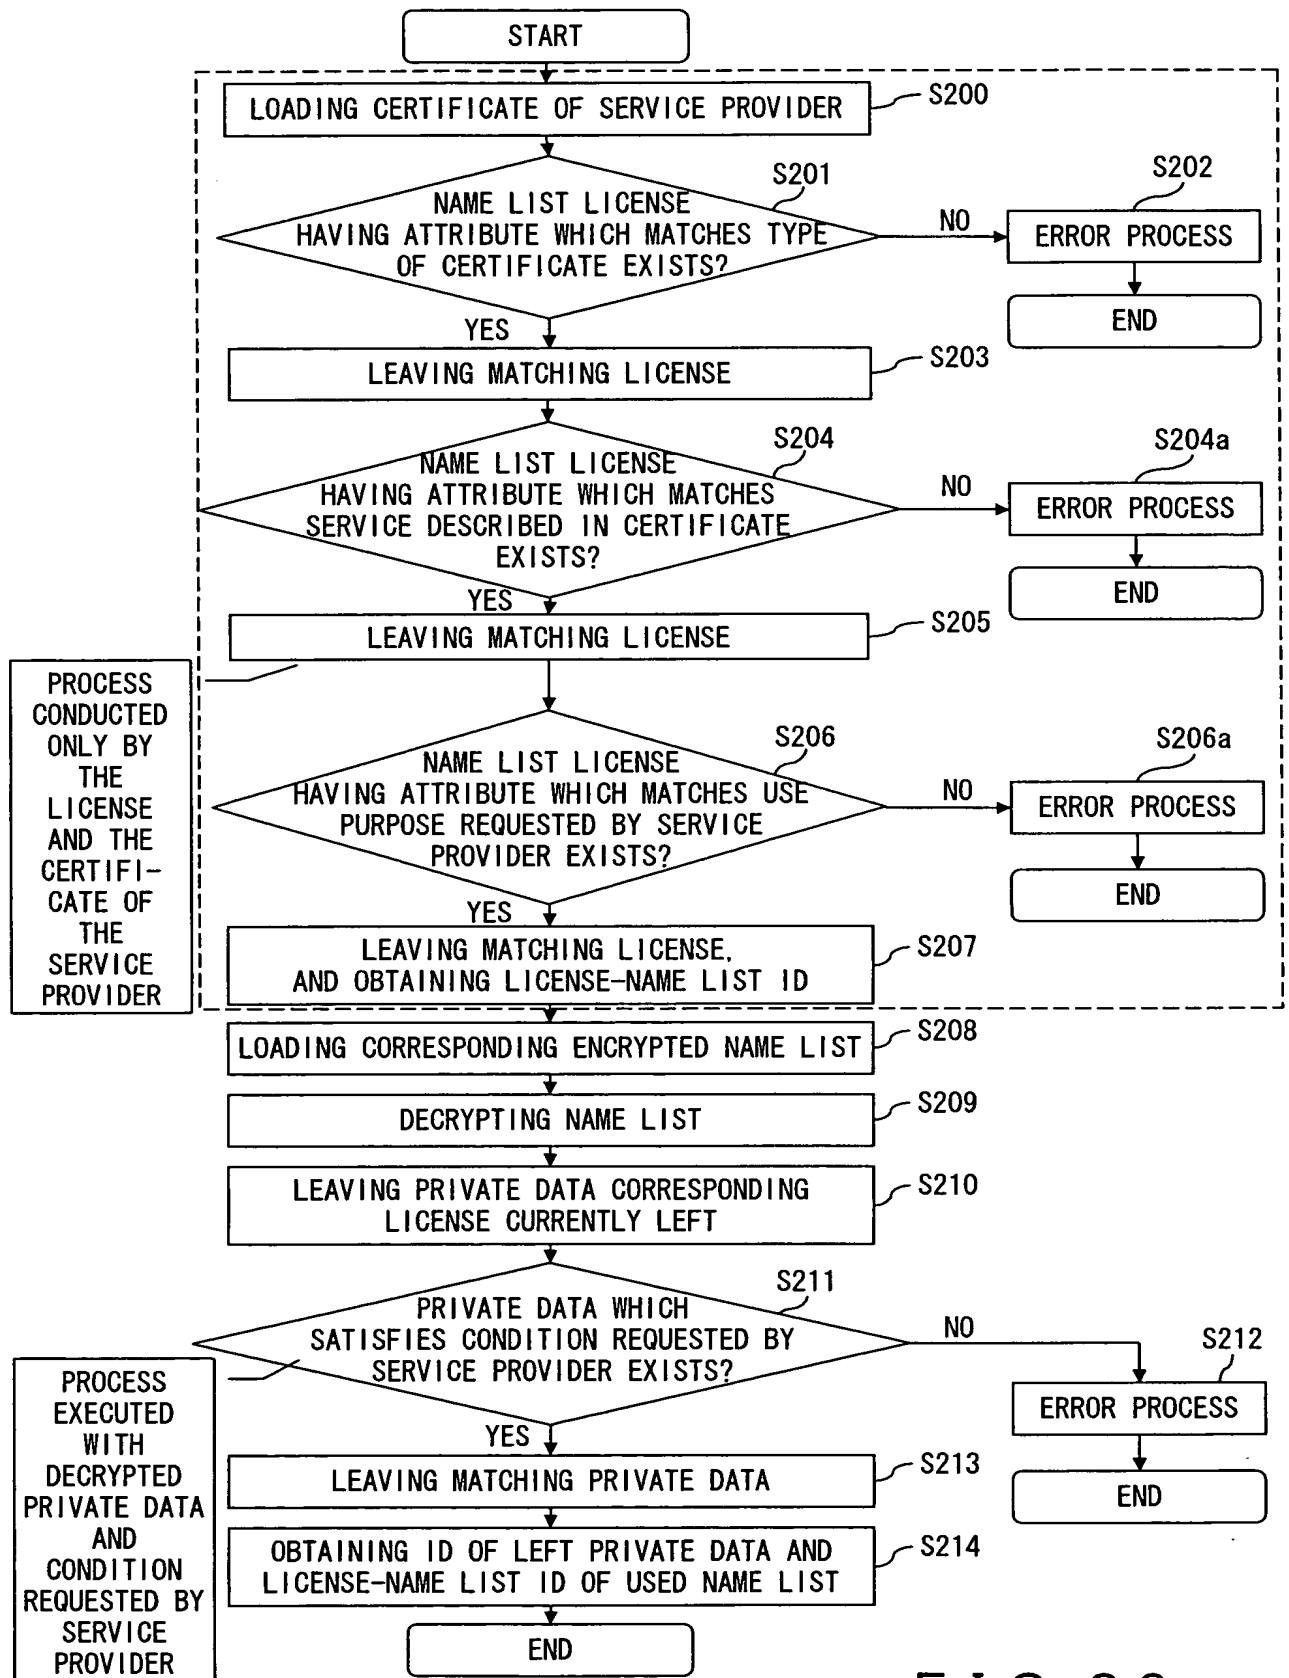 START
LOADING CERTIFICATE OF SERVICE PROVIDER
S200
S201
NAME LIST LICENSE
HAVING ATTRIBUTE WHICH MATCHES TYPE
OF CERTIFICATE EXISTS?
NO
S202
ERROR PROCESS
END
YES
LEAVING MATCHING LICENSE
S203
S204
NAME LIST LICENSE
HAVING ATTRIBUTE WHICH MATCHES
SERVICE DESCRIBED IN CERTIFICATE
EXISTS?
NO
S204a
ERROR PROCESS
END
YES
LEAVING MATCHING LICENSE
S205
PROCESS
CONDUCTED
ONLY BY
THE
LICENSE
AND THE
CERTIFI-
CATE OF
THE
SERVICE
PROVIDER
S206
NAME LIST LICENSE
HAVING ATTRIBUTE WHICH MATCHES USE
PURPOSE REQUESTED BY SERVICE
PROVIDER EXISTS?
NO
S206a
ERROR PROCESS
END
YES
LEAVING MATCHING LICENSE,
AND OBTAINING LICENSE-NAME LIST ID
S207
LOADING CORRESPONDING ENCRYPTED NAME LIST
S208
DECRYPTING NAME LIST
S209
LEAVING PRIVATE DATA CORRESPONDING
LICENSE CURRENTLY LEFT
S210
S211
PRIVATE DATA WHICH
SATISFIES CONDITION REQUESTED BY
SERVICE PROVIDER EXISTS?
NO
S212
ERROR PROCESS
END
PROCESS
EXECUTED
WITH
DECRYPTED
PRIVATE DATA
AND
CONDITION
REQUESTED BY
SERVICE
PROVIDER
YES
LEAVING MATCHING PRIVATE DATA
S213
OBTAINING ID OF LEFT PRIVATE DATA AND
LICENSE-NAME LIST ID OF USED NAME LIST
S214
END